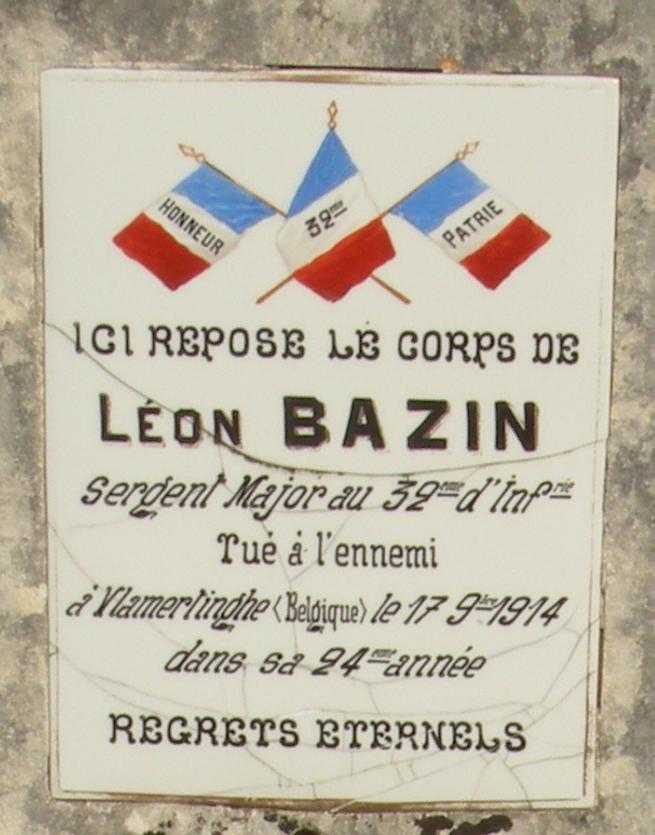 HONNEUR
32ème
PATRIE
ICI REPOSE LE CORPS DE
LÉON BAZIN
Sergent Major au 32ème d'Infrie
Tué à l'ennemi
à Vlamertinghe (Belgique) le 17 9bre 1914
dans sa 24ème année
REGRETS ETERNELS